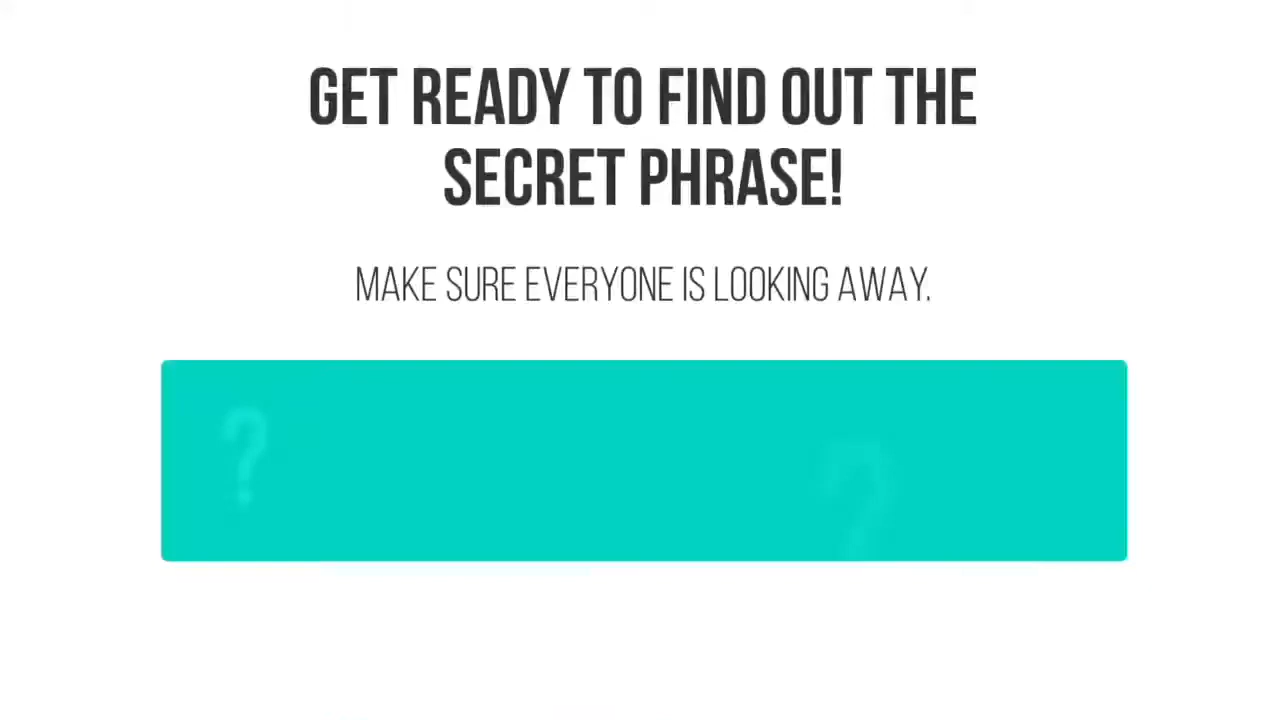 GET READY TO FIND OUT THE
SECRET PHRASE!
MAKE SURE EVERYONE IS LOOKING AWAY.
? ?